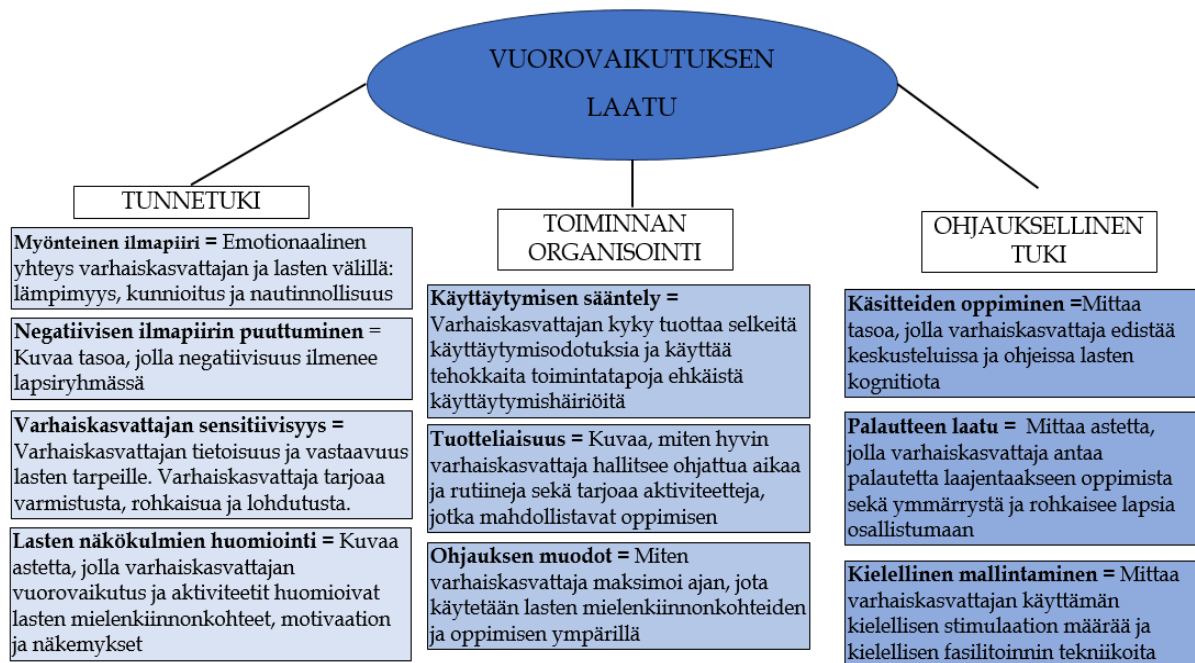 VUOROVAIKUTUKSEN
LAATU
TUNNETUKI
Myönteinen ilmapiiri = Emotionaalinen
yhteys varhaiskasvattajan ja lasten välillä:
lämpimyys, kunnioitus ja nautinnollisuus
Negatiivisen ilmapiirin puuttuminen =
Kuvaa tasoa, jolla negatiivisuus ilmenee
lapsiryhmässä
Varhaiskasvattajan sensitiivisyys =
Varhaiskasvattajan tietoisuus ja vastaavuus
lasten tarpeille. Varhaiskasvattaja tarjoaa
varmistusta, rohkaisua ja lohdutusta.
Lasten näkökulmien huomiointi = Kuvaa
astetta, jolla varhaiskasvattajan
vuorovaikutus ja aktiviteetit huomioivat
lasten mielenkiinnonkohteet, motivaation
ja näkemykset
TOIMINNAN
ORGANISOINTI
Käyttäytymisen sääntely =
Varhaiskasvattajan kyky tuottaa selkeitä
käyttäytymisodotuksia ja käyttää
tehokkaita toimintatapoja ehkäistä
käyttäytymishäiriöitä
Tuotteliaisuus = Kuvaa, miten hyvin
varhaiskasvattaja hallitsee ohjattua aikaa
ja rutiineja sekä tarjoaa aktiviteetteja,
jotka mahdollistavat oppimisen
Ohjauksen muodot = Miten
varhaiskasvattaja maksimoi ajan, jota
käytetään lasten mielenkiinnonkohteiden
ja oppimisen ympärillä
OHJAUKSELLINEN
TUKI
Käsitteiden oppiminen =Mittaa
tasoa, jolla varhaiskasvattaja edistää
keskusteluissa ja ohjeissa lasten
kognitiota
Palautteen laatu = Mittaa astetta,
jolla varhaiskasvattaja antaa
palautetta laajentaakseen oppimista
sekä ymmärrystä ja rohkaisee lapsia
osallistumaan
Kielellinen mallintaminen = Mittaa
varhaiskasvattajan käyttämän
kielellisen stimulaation määrää ja
kielellisen fasilitoinnin tekniikoita